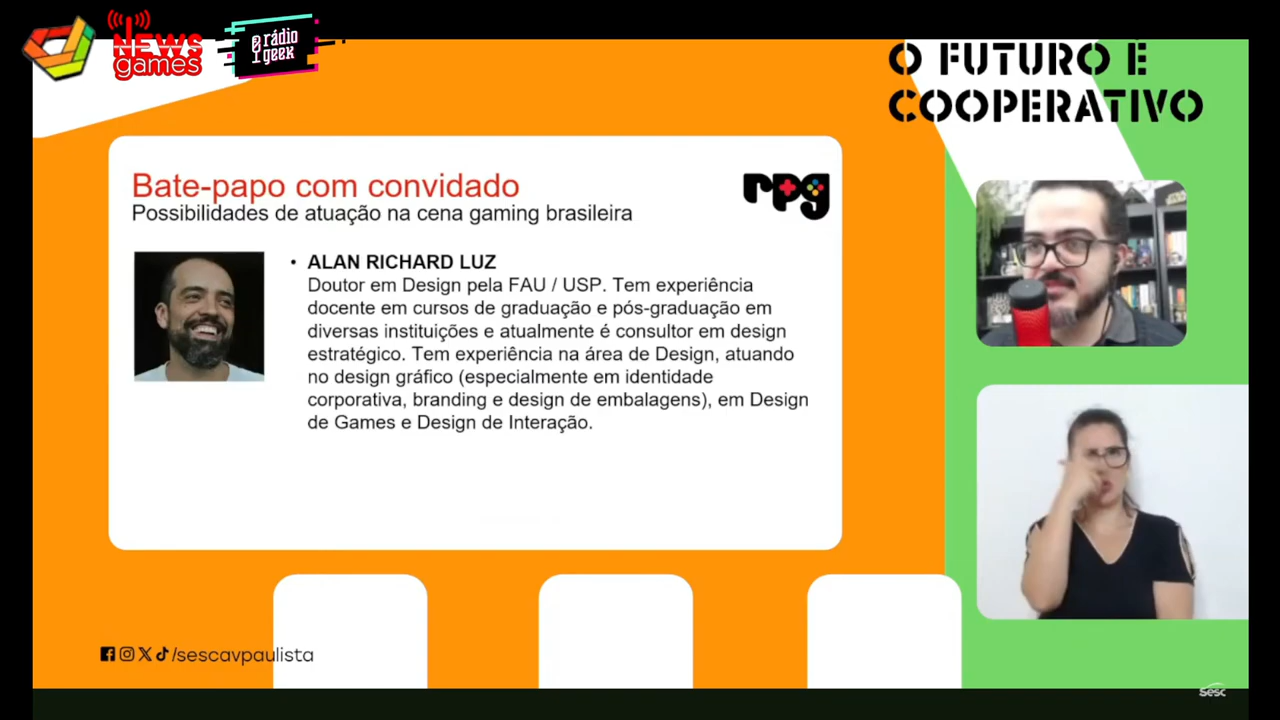 NEWS
games
rádio
geek
O FUTURO É
COOPERATIVO
Bate-papo com convidado
Possibilidades de atuação na cena gaming brasileira
rpg
• ALAN RICHARD LUZ
Doutor em Design pela FAU / USP. Tem experiência
docente em cursos de graduação e pós-graduação em
diversas instituições e atualmente é consultor em design
estratégico. Tem experiência na área de Design, atuando
no design gráfico (especialmente em identidade
corporativa, branding e design de embalagens), em Design
de Games e Design de Interação.
/sescavpaulista
Sesc